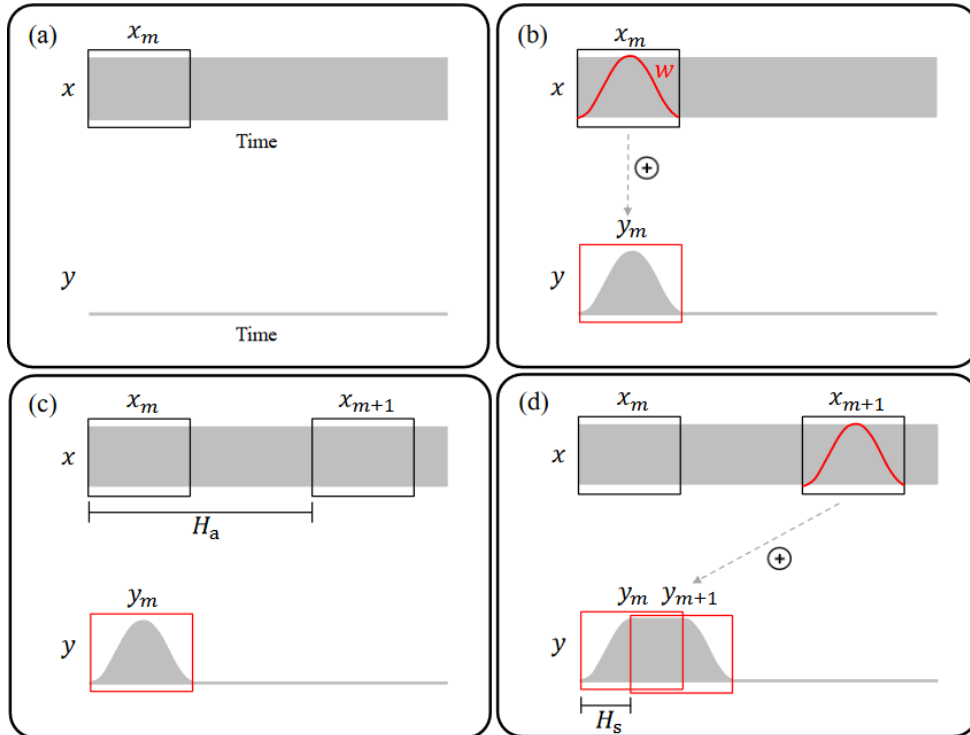 (a)
x_m
x
Time
y
Time
(b)
x_m
w
x
+
y_m
y
(c)
x_m x_{m+1}
x
H_a
y_m
y
(d)
x_m x_{m+1}
x
+
y_m y_{m+1}
y
H_s